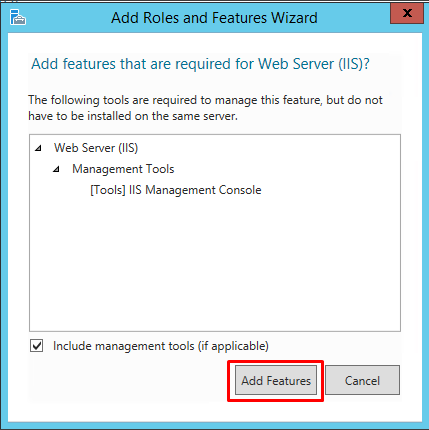 Add Roles and Features Wizard
x
Add features that are required for Web Server (IIS)?
The following tools are required to manage this feature, but do not
have to be installed on the same server.
Web Server (IIS)
Management Tools
[Tools] IIS Management Console
Include management tools (if applicable)
Add Features
Cancel